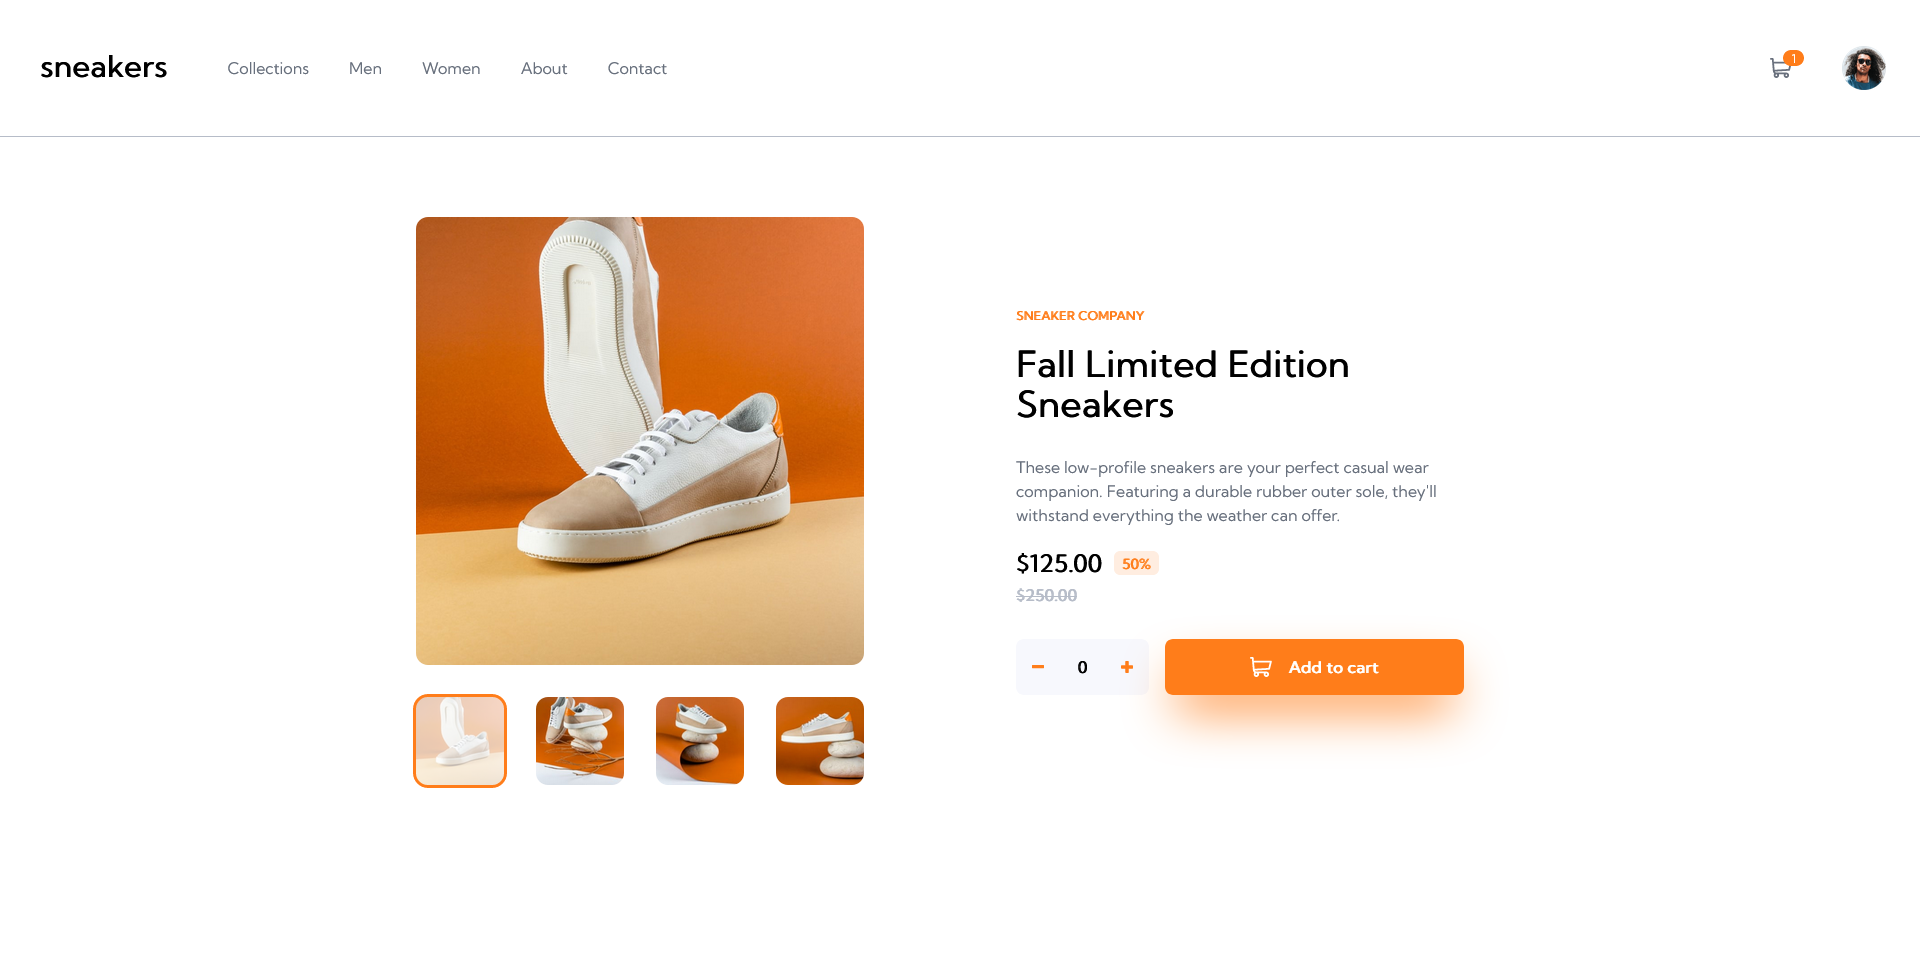 sneakers
Collections
Men
Women
About
Contact
1
SNEAKER COMPANY
Fall Limited Edition
Sneakers
These low-profile sneakers are your perfect casual wear
companion. Featuring a durable rubber outer sole, they'll
withstand everything the weather can offer.
$125.00 50%
$250.00
0
Add to cart